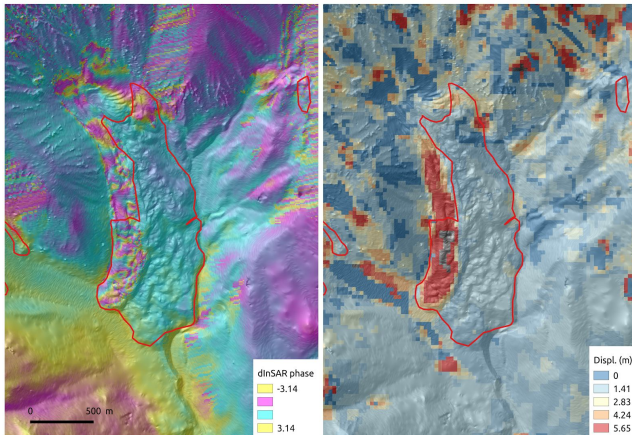 dInSAR phase
-3.14
3.14
0 500 m
Displ. (m)
0
1.41
2.83
4.24
5.65